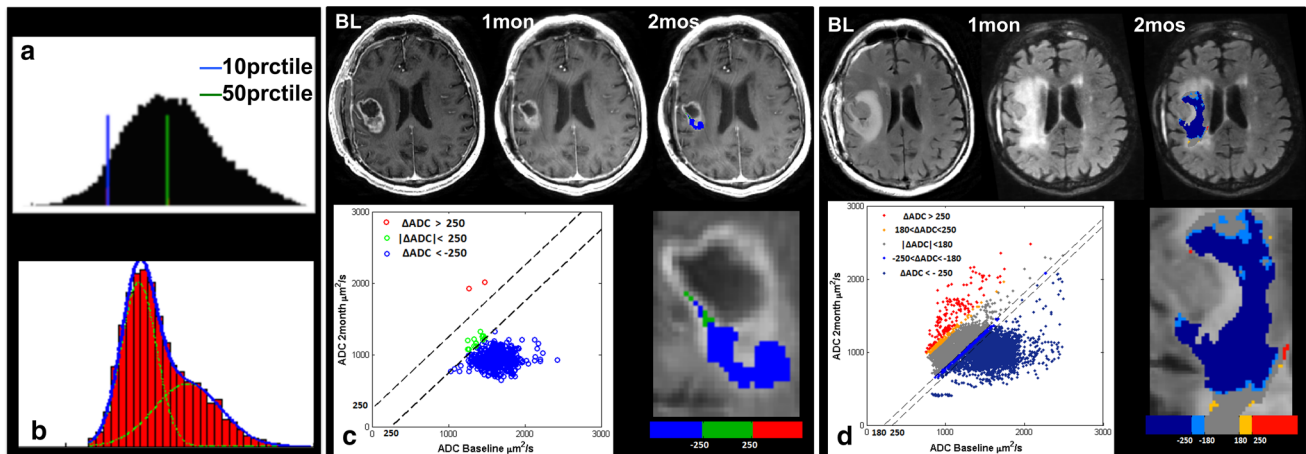 a
10prctile
50prctile
b
BL
1mon
2mos
3000
ΔADC > 250
|ΔADC|< 250
ΔADC < -250
2000
ADC 2month μm²/s
1000
250
0
0
250
1000
2000
3000
ADC Baseline μm²/s
c
-250
250
BL
1mon
2mos
3000
ΔADC > 250
180<ΔADC<250
|ΔADC|<180
-250<ΔADC<-180
ΔADC < - 250
2000
ADC 2month μm²/s
1000
0
0
180
250
1000
2000
3000
ADC Baseline μm²/s
d
-250
-180
180
250